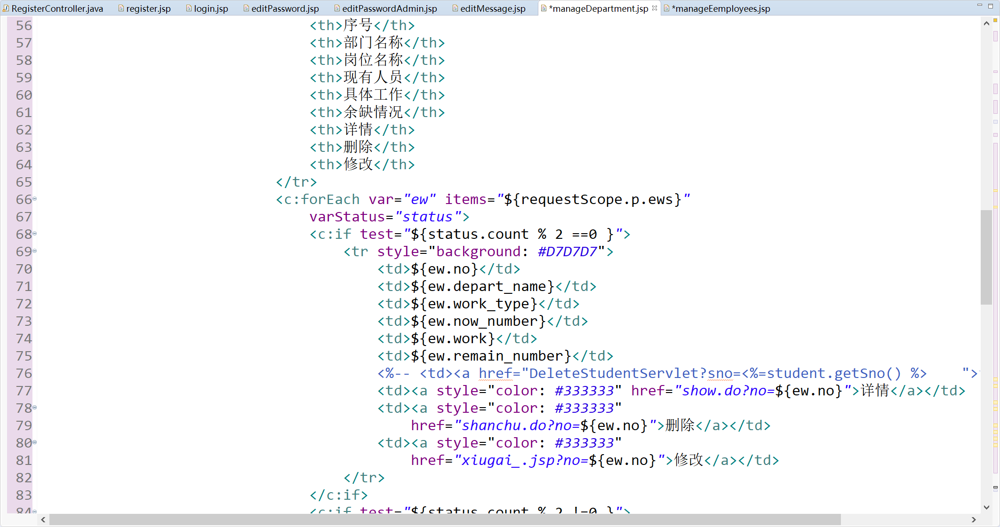 RegisterController.java register.jsp login.jsp editPassword.jsp editPasswordAdmin.jsp editMessage.jsp *manageDepartment.jsp *manageEemployees.jsp
56 <th>序号</th>
57 <th>部门名称</th>
58 <th>岗位名称</th>
59 <th>现有人员</th>
60 <th>具体工作</th>
61 <th>余缺情况</th>
62 <th>详情</th>
63 <th>删除</th>
64 <th>修改</th>
65 </tr>
66 <c:forEach var="ew" items="${requestScope.p.ews}"
67 varStatus="status">
68 <c:if test="${status.count % 2 ==0 }">
69 <tr style="background: #D7D7D7">
70 <td>${ew.no}</td>
71 <td>${ew.depart_name}</td>
72 <td>${ew.work_type}</td>
73 <td>${ew.now_number}</td>
74 <td>${ew.work}</td>
75 <td>${ew.remain_number}</td>
76 <%-- <td><a href="DeleteStudentServlet?sno=<%=student.getSno() %>    ">
77 <td><a style="color: #333333" href="show.do?no=${ew.no}">详情</a></td>
78 <td><a style="color: #333333"
79 href="shanchu.do?no=${ew.no}">删除</a></td>
80 <td><a style="color: #333333"
81 href="xiugai_.jsp?no=${ew.no}">修改</a></td>
82 </tr>
83 </c:if>
84 <c:if test="${status.count % 2 !=0 }">